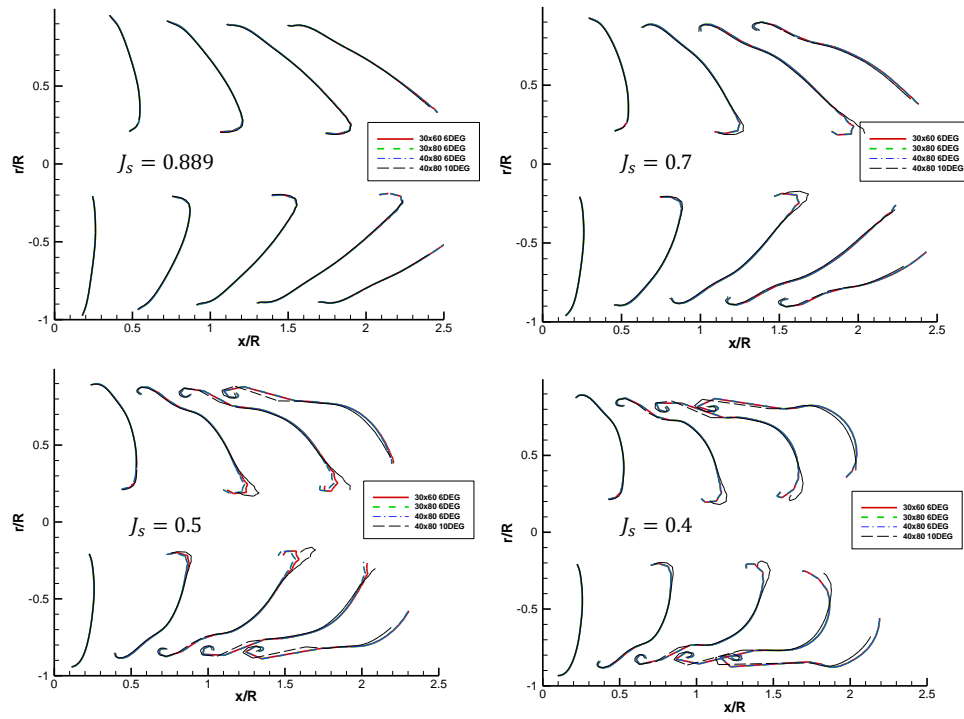 0.5
r/R
0
-0.5
-1
0
0.5
1
1.5
2
2.5
x/R
J_s = 0.889
30x60 6DEG
30x80 6DEG
40x80 6DEG
40x80 10DEG
0.5
r/R
0
-0.5
-1
0
0.5
1
1.5
2
2.5
x/R
J_s = 0.7
30x60 6DEG
30x80 6DEG
40x80 6DEG
40x80 10DEG
0.5
r/R
0
-0.5
-1
0
0.5
1
1.5
2
2.5
x/R
J_s = 0.5
30x60 6DEG
30x80 6DEG
40x80 6DEG
40x80 10DEG
0.5
r/R
0
-0.5
-1
0
0.5
1
1.5
2
2.5
x/R
J_s = 0.4
30x60 6DEG
30x80 6DEG
40x80 6DEG
40x80 10DEG